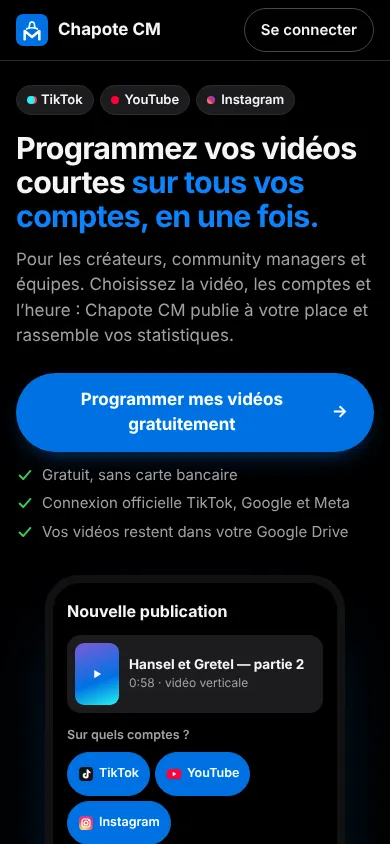 Chapote CM
Se connecter
TikTok
YouTube
Instagram
Programmez vos vidéos
courtes sur tous vos
comptes, en une fois.
Pour les créateurs, community managers et
équipes. Choisissez la vidéo, les comptes et
l'heure : Chapote CM publie à votre place et
rassemble vos statistiques.
Programmer mes vidéos
gratuitement
Gratuit, sans carte bancaire
Connexion officielle TikTok, Google et Meta
Vos vidéos restent dans votre Google Drive
Nouvelle publication
Hansel et Gretel — partie 2
0:58 · vidéo verticale
Sur quels comptes ?
TikTok
YouTube
Instagram